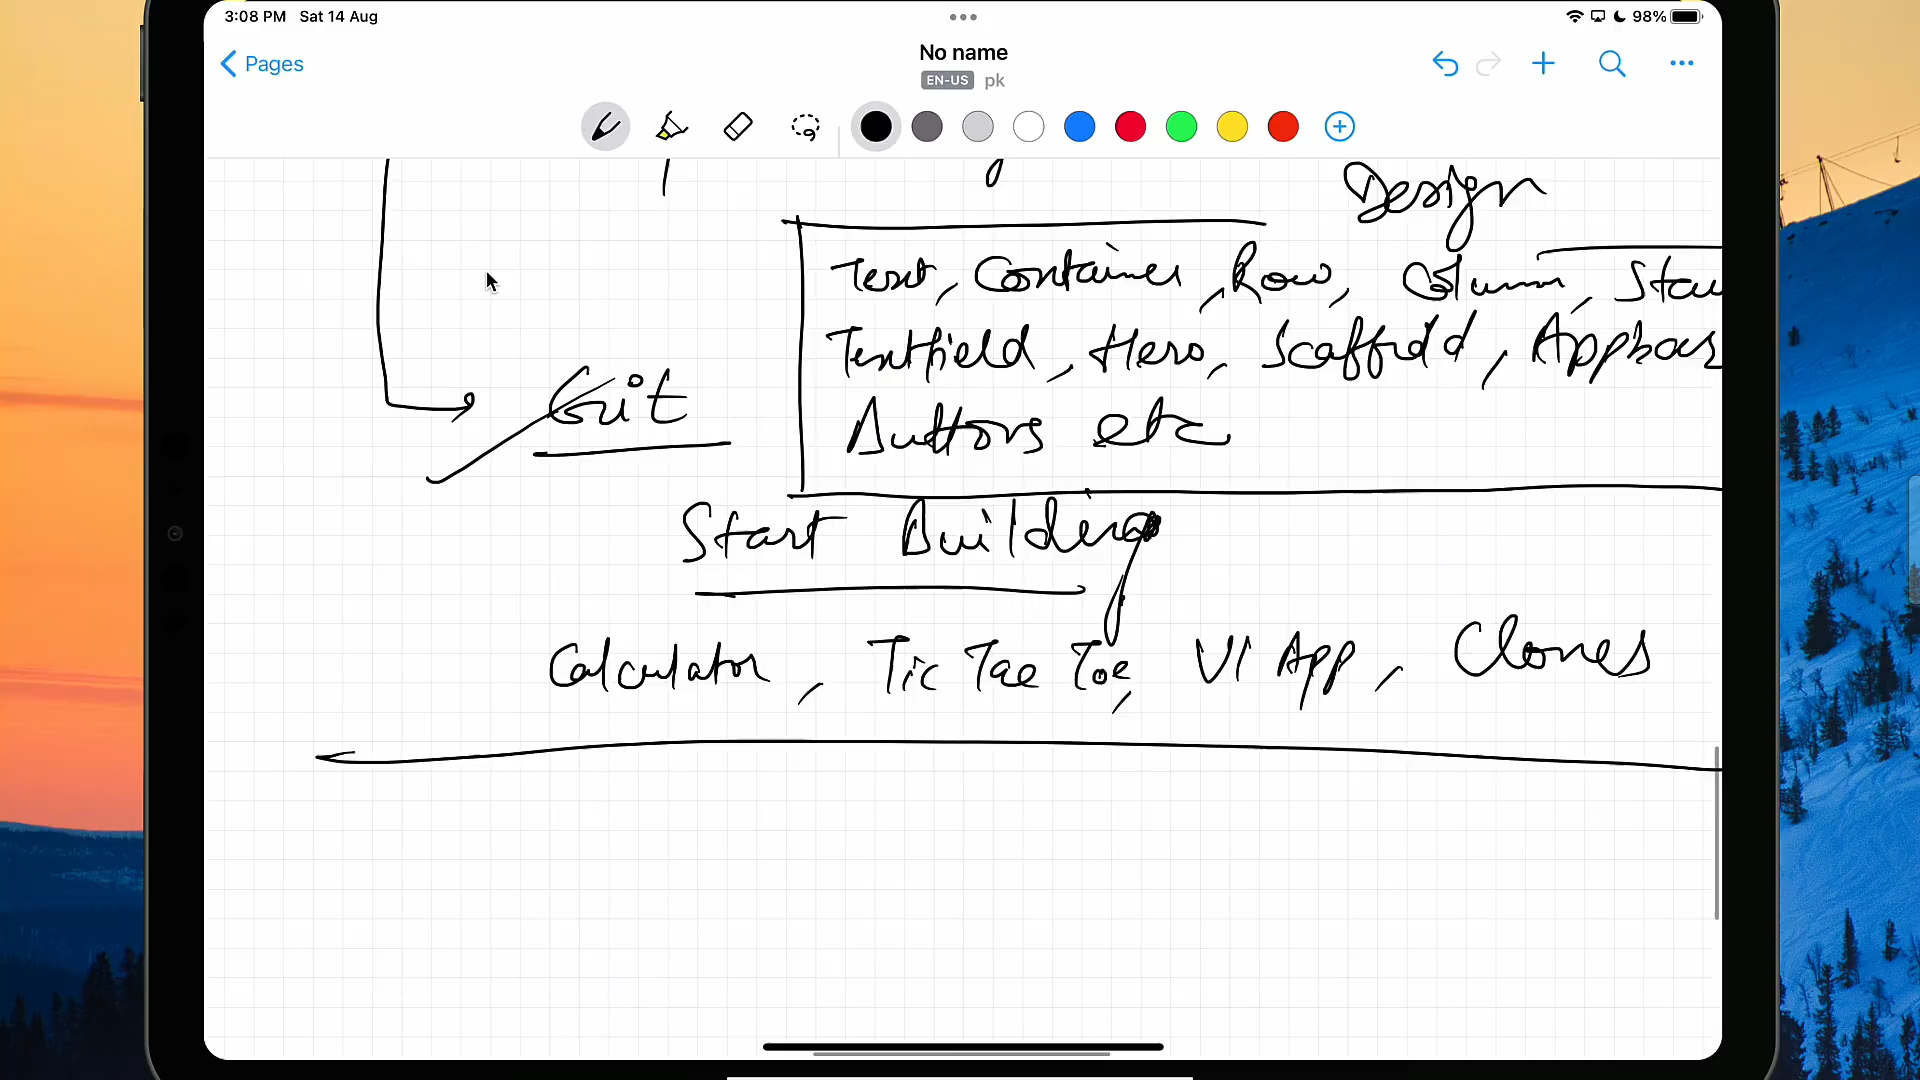 3:08 PM Sat 14 Aug
98%
Pages
No name
EN-US pk
Design
Text, Container, Row, Column,
Textfield, Hero, Scaffold, Appbar
Git
Buttons etc
Start Building
Calculator, Tic Tac Toe, UI App, Clones